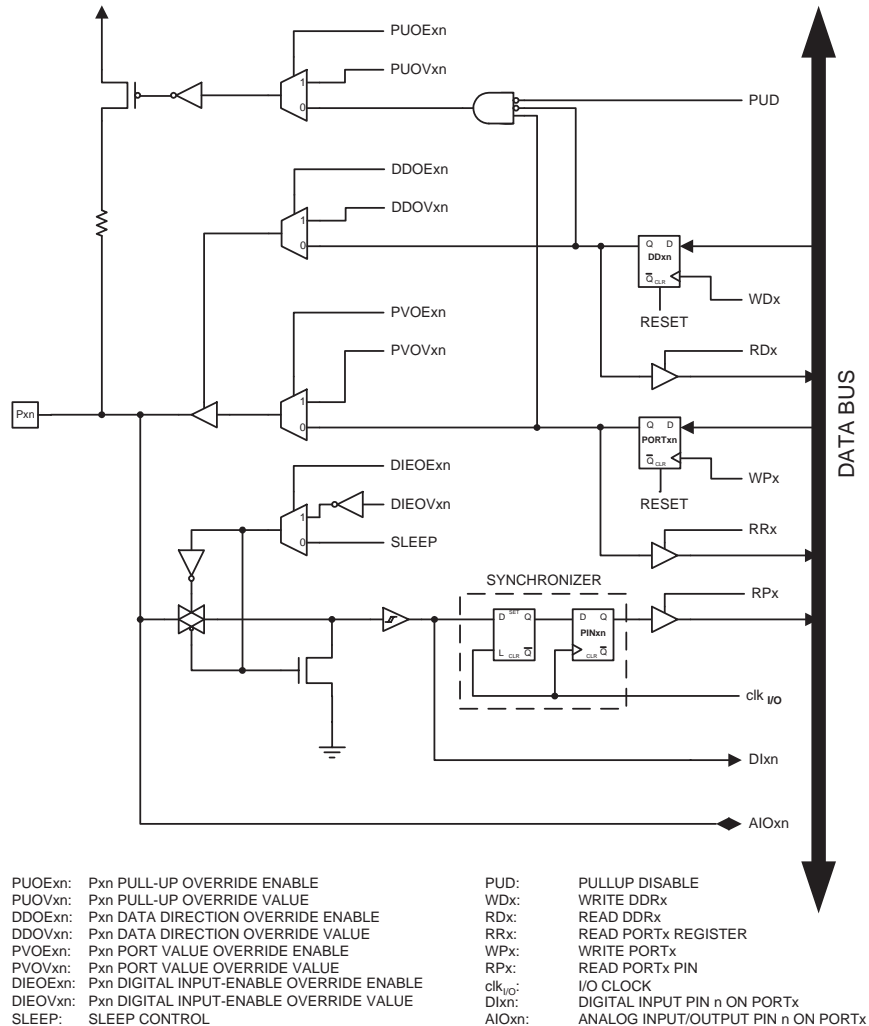 PUOExn
PUOVxn
1
0
PUD
DDOExn
DDOVxn
1
0
Q D
DDxn
Q CLR
WDx
RESET
RDx
PVOExn
PVOVxn
1
0
Pxn
Q D
PORTxn
Q CLR
WPx
RESET
RRx
DATA BUS
DIEOExn
DIEOVxn
1
0
SLEEP
SYNCHRONIZER
RPx
D SET Q
L CLR Q
D Q
PINxn
CLR Q
clk I/O
DIxn
AIOxn
PUOExn: Pxn PULL-UP OVERRIDE ENABLE
PUOVxn: Pxn PULL-UP OVERRIDE VALUE
DDOExn: Pxn DATA DIRECTION OVERRIDE ENABLE
DDOVxn: Pxn DATA DIRECTION OVERRIDE VALUE
PVOExn: Pxn PORT VALUE OVERRIDE ENABLE
PVOVxn: Pxn PORT VALUE OVERRIDE VALUE
DIEOExn: Pxn DIGITAL INPUT-ENABLE OVERRIDE ENABLE
DIEOVxn: Pxn DIGITAL INPUT-ENABLE OVERRIDE VALUE
SLEEP: SLEEP CONTROL
PUD: PULLUP DISABLE
WDx: WRITE DDRx
RDx: READ DDRx
RRx: READ PORTx REGISTER
WPx: WRITE PORTx
RPx: READ PORTx PIN
clkI/O: I/O CLOCK
DIxn: DIGITAL INPUT PIN n ON PORTx
AIOxn: ANALOG INPUT/OUTPUT PIN n ON PORTx